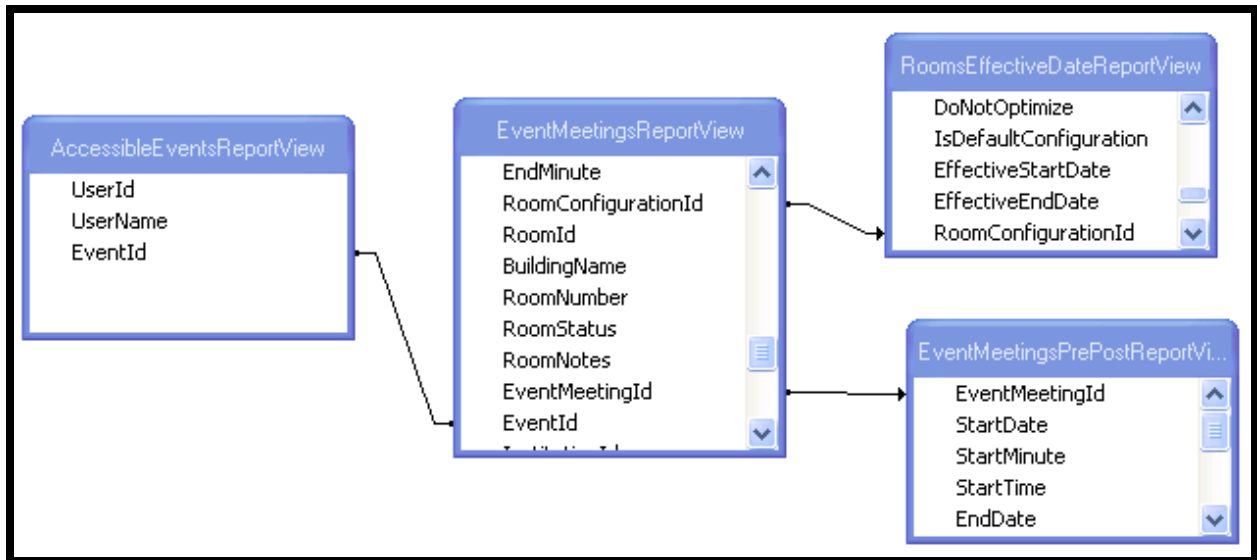 AccessibleEventsReportView
UserId
UserName
EventId
EventMeetingsReportView
EndMinute
RoomConfigurationId
RoomId
BuildingName
RoomNumber
RoomStatus
RoomNotes
EventMeetingId
EventId
RoomsEffectiveDateReportView
DoNotOptimize
IsDefaultConfiguration
EffectiveStartDate
EffectiveEndDate
RoomConfigurationId
EventMeetingsPrePostReportVi...
EventMeetingId
StartDate
StartMinute
StartTime
EndDate